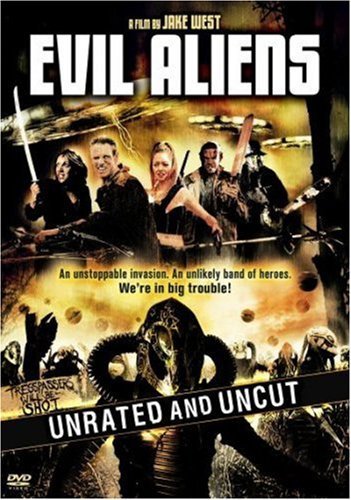 A FILM BY JAKE WEST
EVIL ALIENS
An unstoppable invasion. An unlikely band of heroes.
We're in big trouble!
TRESSPASSERS
WILL BE
SHOT
UNRATED AND UNCUT
DVD
VIDEO